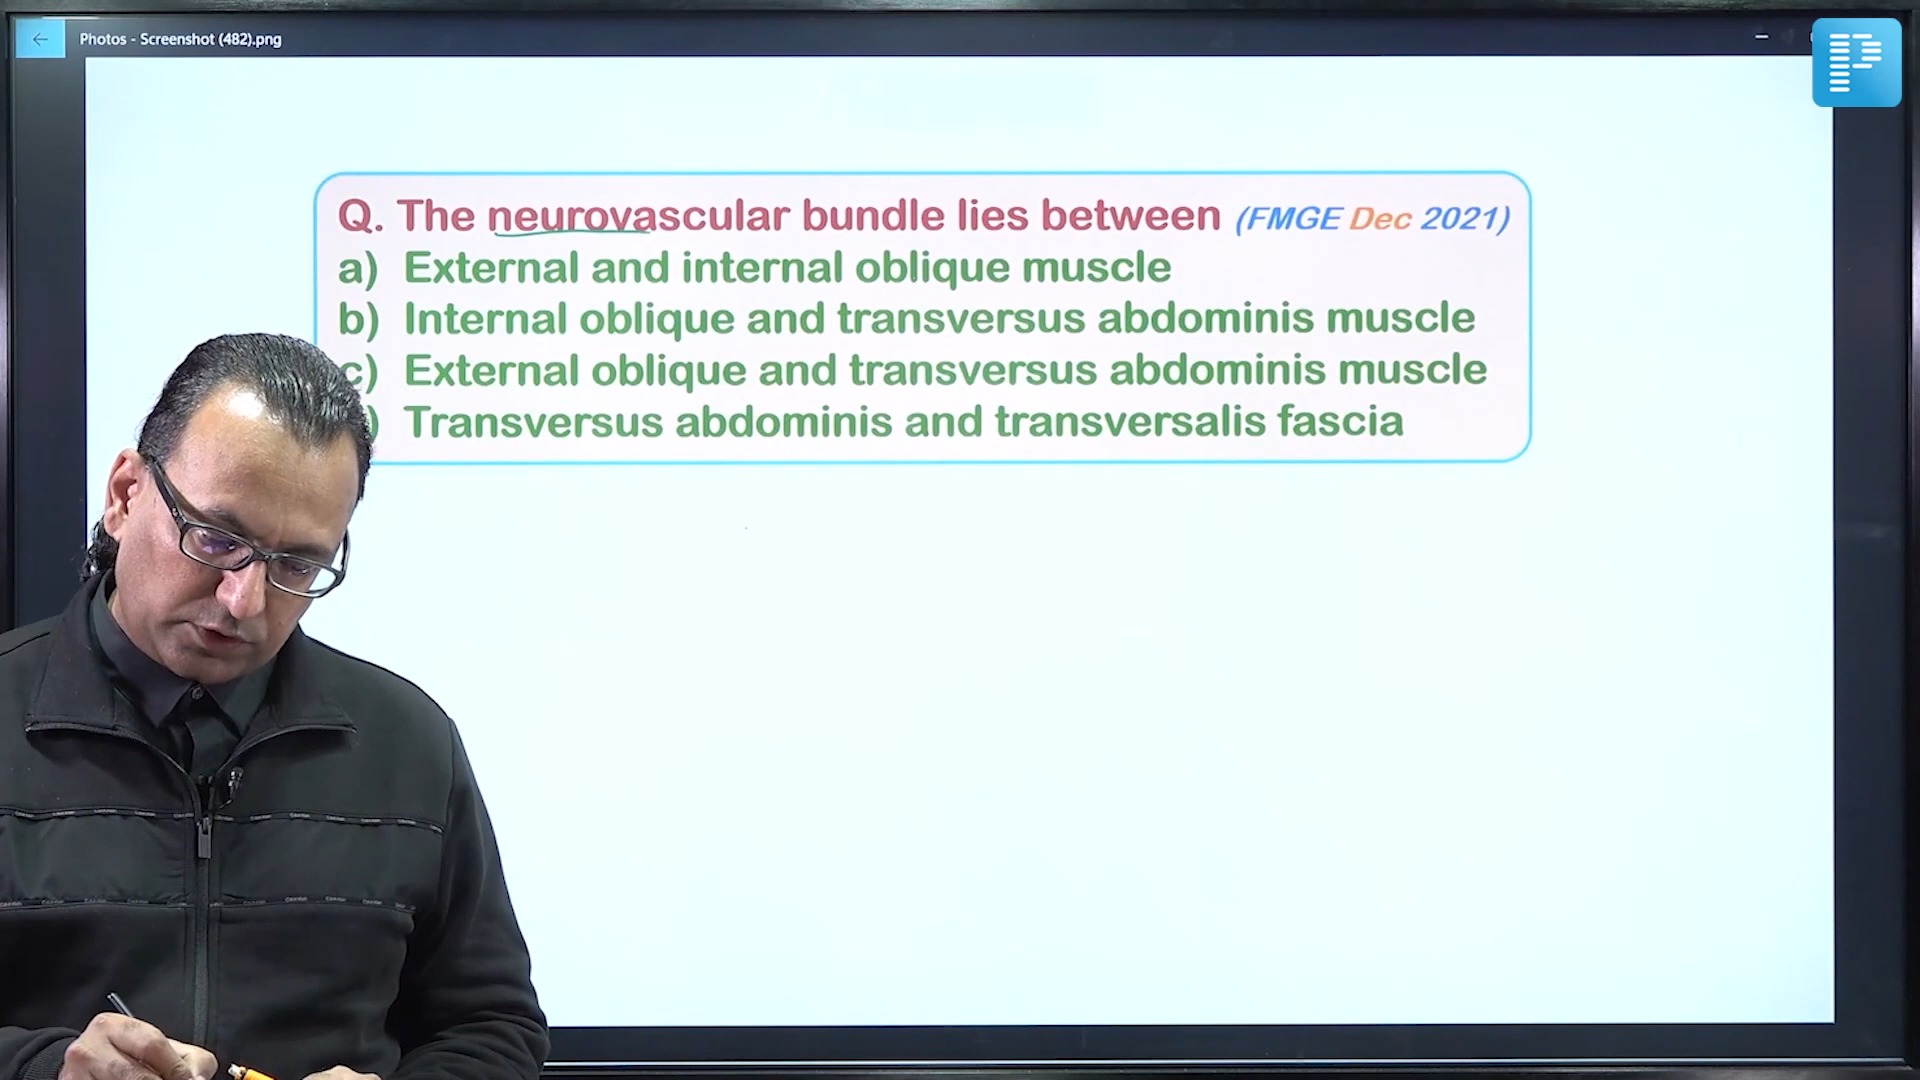 Photos - Screenshot (482).png
Q. The neurovascular bundle lies between (FMGE Dec 2021)
a) External and internal oblique muscle
b) Internal oblique and transversus abdominis muscle
c) External oblique and transversus abdominis muscle
) Transversus abdominis and transversalis fascia